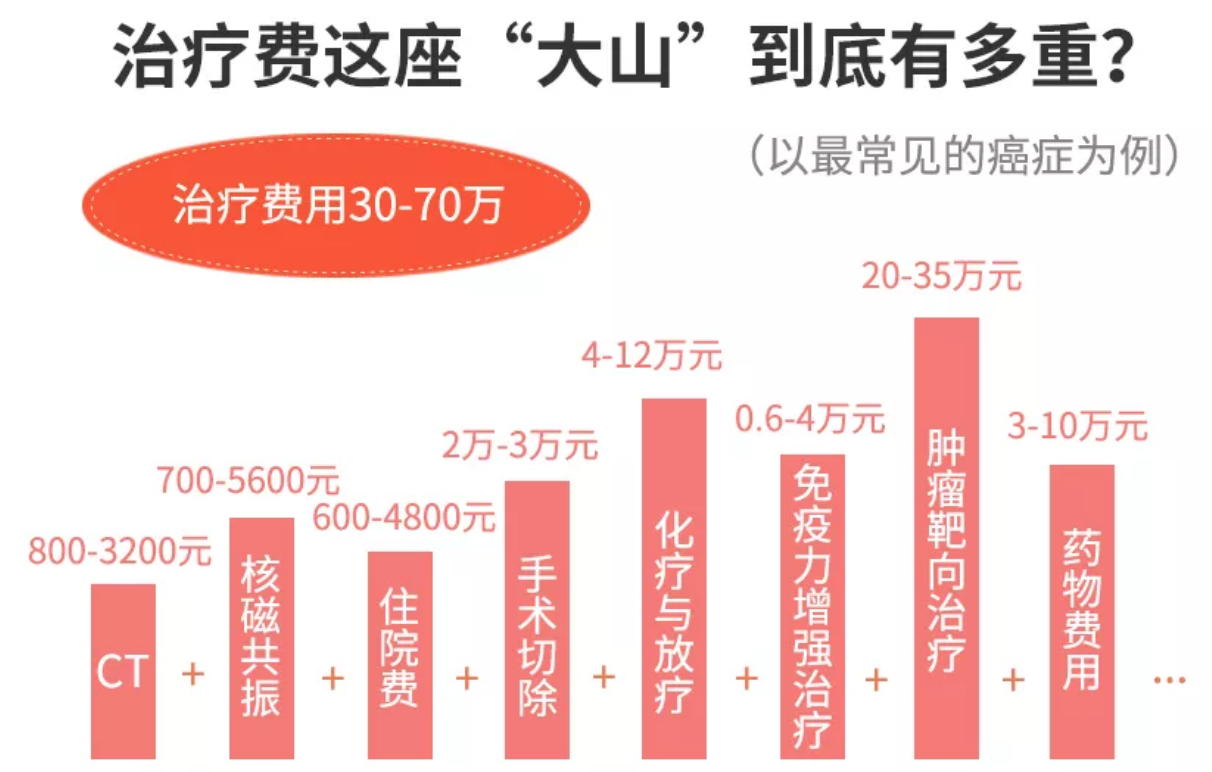 治疗费这座“大山”到底有多重？
（以最常见的癌症为例）
治疗费用30-70万
800-3200元
CT
+
700-5600元
核磁共振
+
600-4800元
住院费
+
2万-3万元
手术切除
+
4-12万元
化疗与放疗
+
0.6-4万元
免疫力增强治疗
+
20-35万元
肿瘤靶向治疗
+
3-10万元
药物费用
...